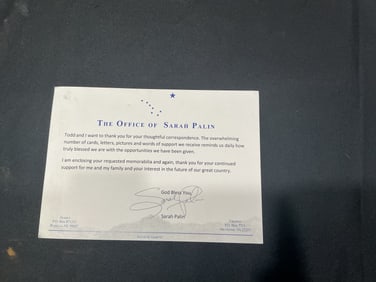 THE OFFICE OF SARAH PALIN
Todd and I want to thank you for your thoughtful correspondence. The overwhelming
number of cards, letters, pictures and words of support we receive reminds us daily how
truly blessed we are with the opportunities we have been given.
I am enclosing your requested memorabilia and again, thank you for your continued
support for me and my family and your interest in the future of our great country.
God Bless You,
Sarah Palin